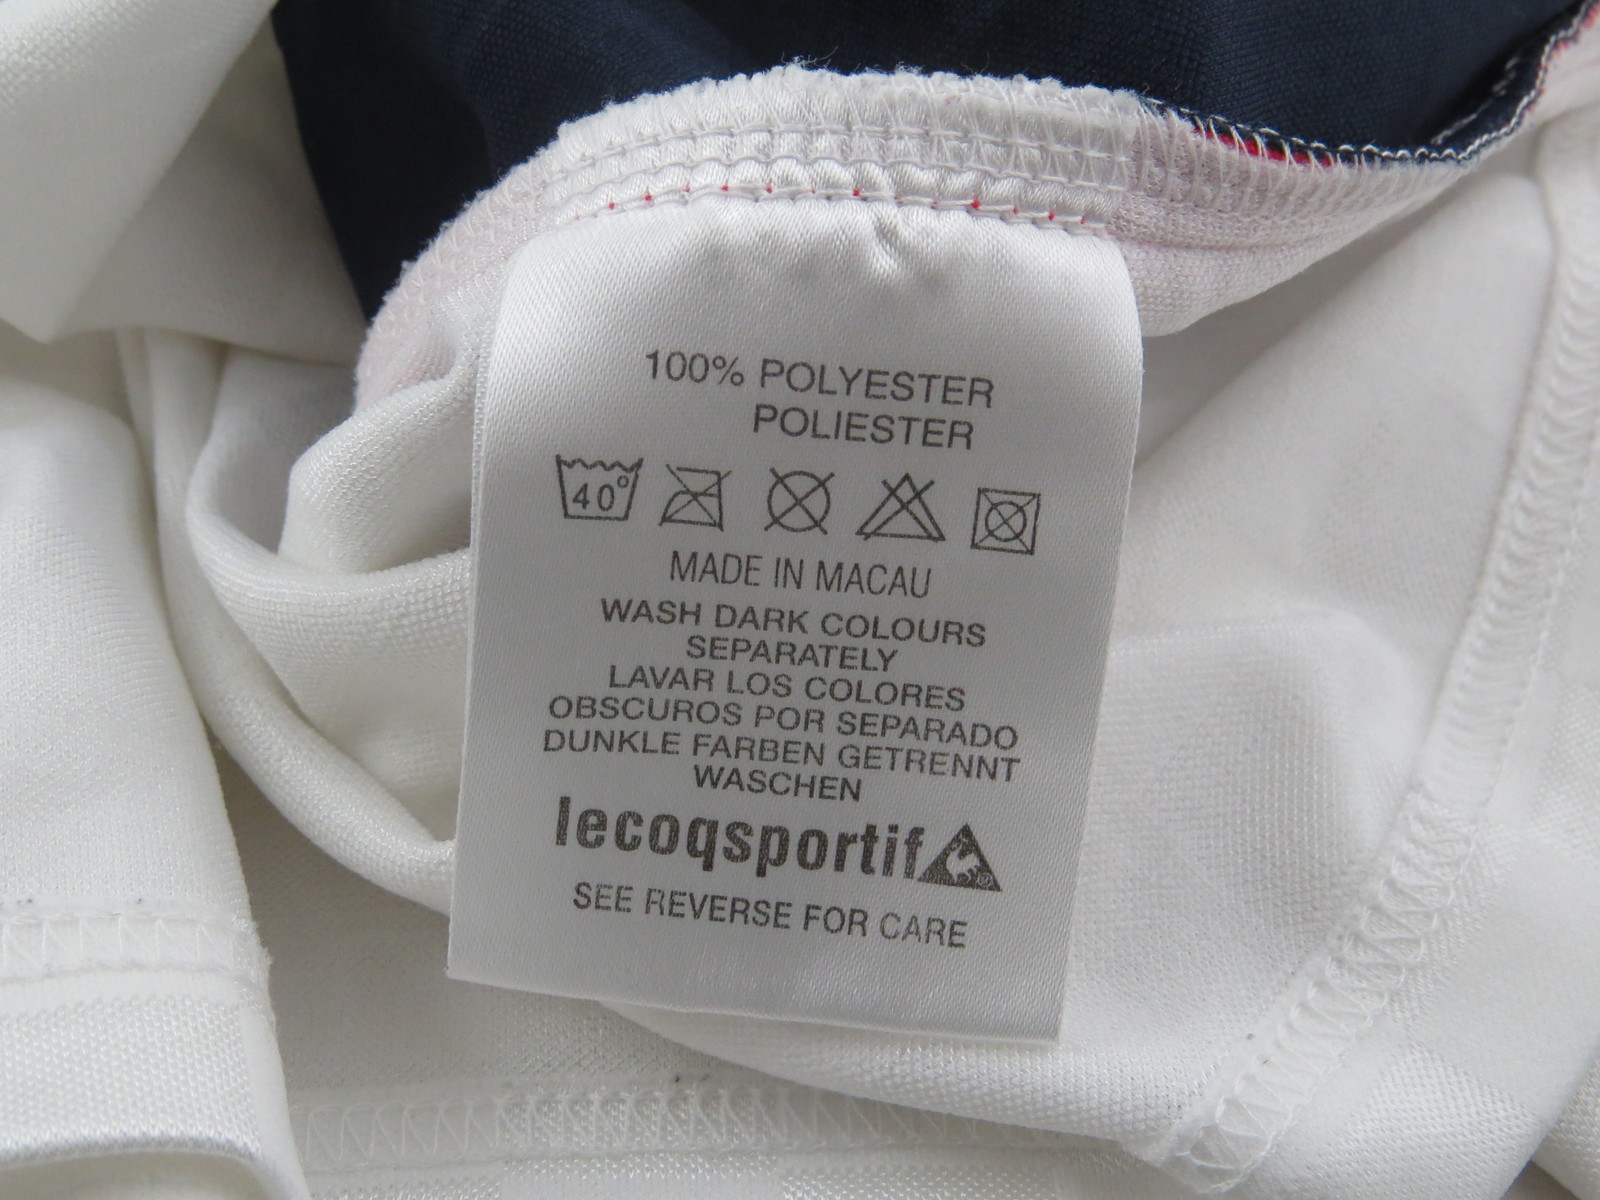 100% POLYESTER
POLIESTER
40°
MADE IN MACAU
WASH DARK COLOURS
SEPARATELY
LAVAR LOS COLORES
OBSCUROS POR SEPARADO
DUNKLE FARBEN GETRENNT
WASCHEN
lecoqsportif ®
SEE REVERSE FOR CARE